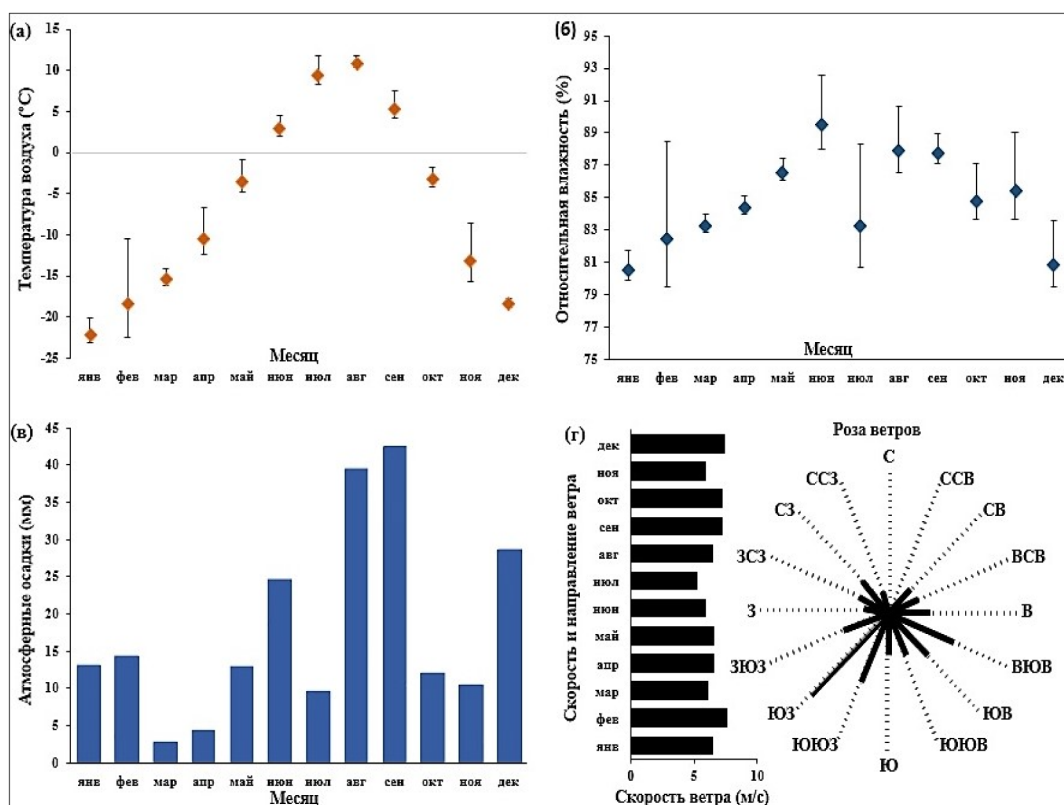 (а)
Температура воздуха (°С)
15
10
5
0
-5
-10
-15
-20
-25
Месяц
янв фев мар апр май июн июл авг сен окт ноя дек
(б)
Относительная влажность (%)
95
93
91
89
87
85
83
81
79
77
75
Месяц
янв фев мар апр май июн июл авг сен окт ноя дек
(в)
Атмосферные осадки (мм)
45
40
35
30
25
20
15
10
5
0
янв фев мар апр май июн июл авг сен окт ноя дек
Месяц
(г)
Скорость и направление ветра
дек
ноя
окт
сен
авг
июл
июн
май
апр
мар
фев
янв
0 5 10
Скорость ветра (м/с)
Роза ветров
С
ССЗ ССВ
СЗ СВ
ЗСЗ ВСВ
З В
ЗЮЗ ВЮВ
ЮЗ ЮВ
ЮЮЗ ЮЮВ
Ю